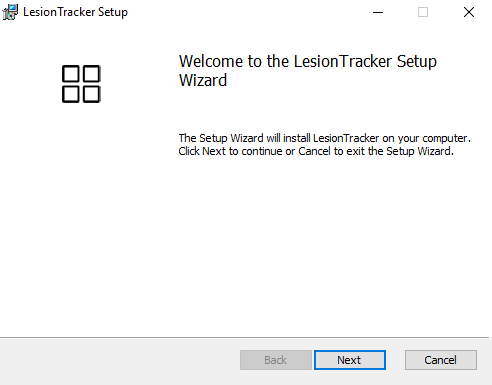 LesionTracker Setup
Welcome to the LesionTracker Setup
Wizard
The Setup Wizard will install LesionTracker on your computer.
Click Next to continue or Cancel to exit the Setup Wizard.
Back
Next
Cancel